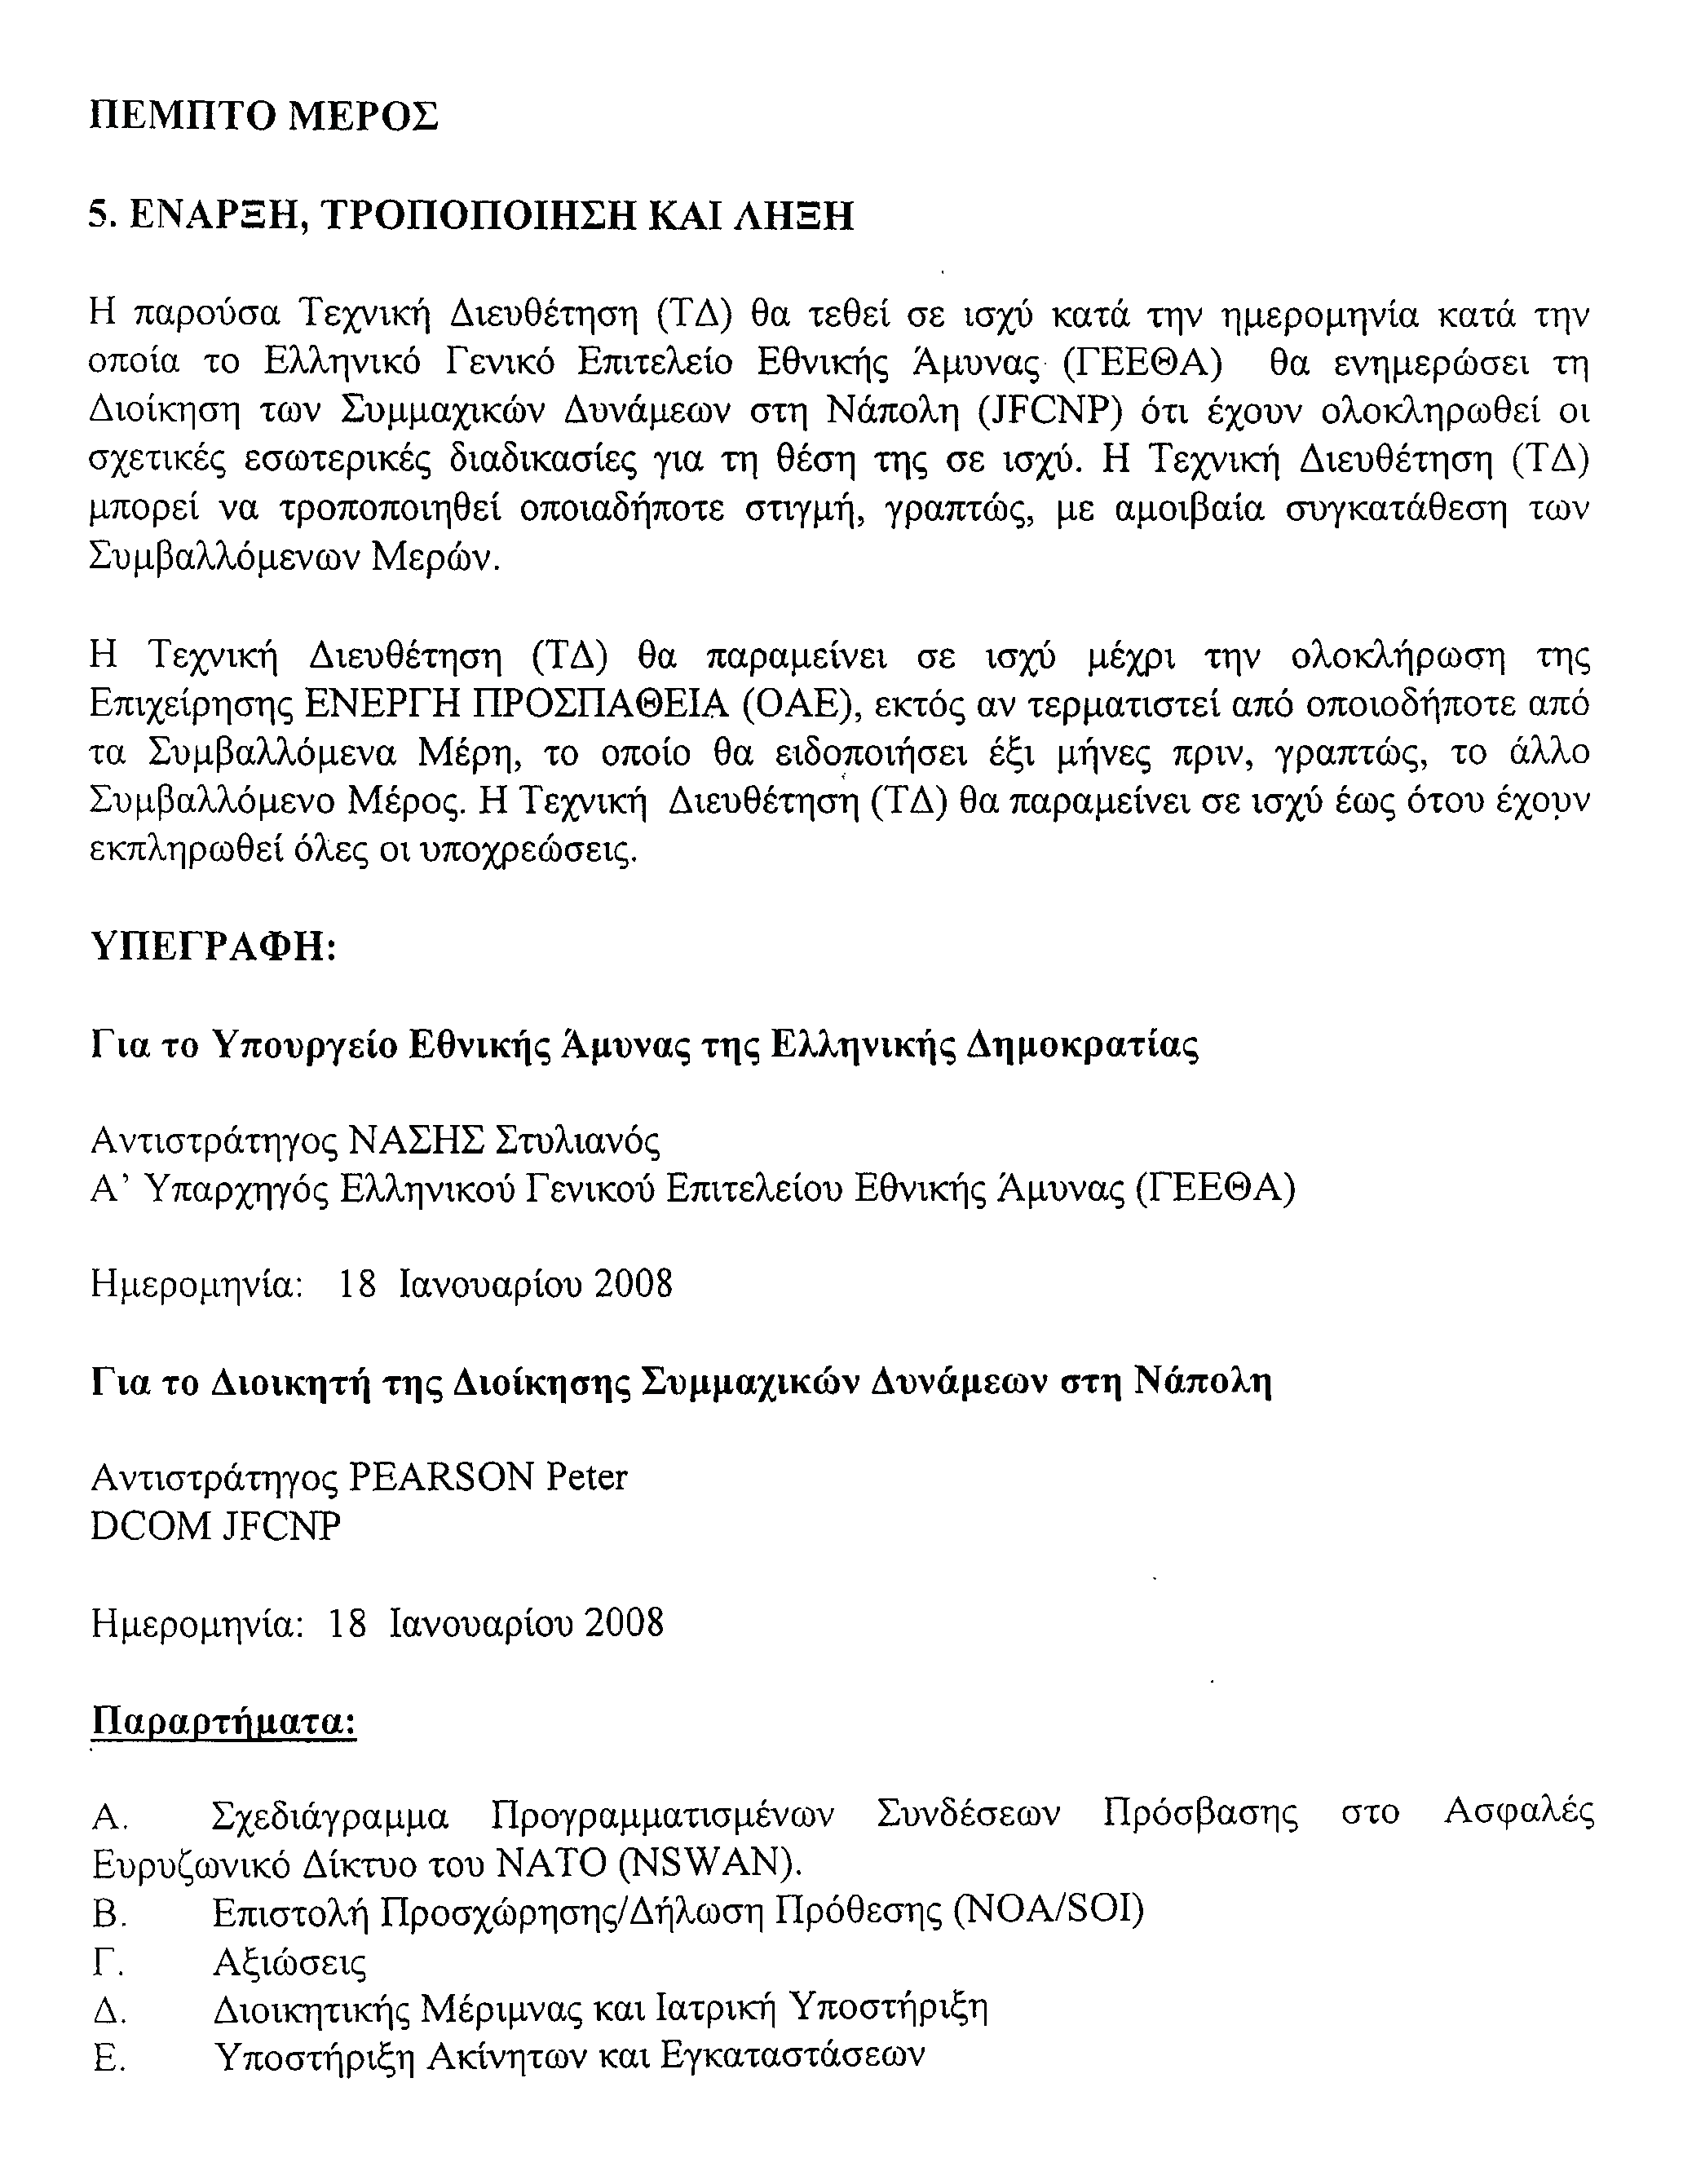 ΠΕΜΠΤΟ ΜΕΡΟΣ
5. ΕΝΑΡΞΗ, ΤΡΟΠΟΠΟΙΗΣΗ ΚΑΙ ΛΗΞΗ
Η παρούσα Τεχνική Διευθέτηση (ΤΔ) θα τεθεί σε ισχύ κατά την ημερομηνία κατά την
οποία το Ελληνικό Γενικό Επιτελείο Εθνικής Άμυνας (ΓΕΕΘΑ) θα ενημερώσει τη
Διοίκηση των Συμμαχικών Δυνάμεων στη Νάπολη (JFCNP) ότι έχουν ολοκληρωθεί οι
σχετικές εσωτερικές διαδικασίες για τη θέση της σε ισχύ. Η Τεχνική Διευθέτηση (ΤΔ)
μπορεί να τροποποιηθεί οποιαδήποτε στιγμή, γραπτώς, με αμοιβαία συγκατάθεση των
Συμβαλλόμενων Μερών.
Η Τεχνική Διευθέτηση (ΤΔ) θα παραμείνει σε ισχύ μέχρι την ολοκλήρωση της
Επιχείρησης ΕΝΕΡΓΗ ΠΡΟΣΠΑΘΕΙΑ (ΟΑΕ), εκτός αν τερματιστεί από οποιοδήποτε από
τα Συμβαλλόμενα Μέρη, το οποίο θα ειδοποιήσει έξι μήνες πριν, γραπτώς, το άλλο
Συμβαλλόμενο Μέρος. Η Τεχνική Διευθέτηση (ΤΔ) θα παραμείνει σε ισχύ έως ότου έχουν
εκπληρωθεί όλες οι υποχρεώσεις.
ΥΠΕΓΡΑΦΗ:
Για το Υπουργείο Εθνικής Άμυνας της Ελληνικής Δημοκρατίας
Αντιστράτηγος ΝΑΣΗΣ Στυλιανός
Α’ Υπαρχηγός Ελληνικού Γενικού Επιτελείου Εθνικής Άμυνας (ΓΕΕΘΑ)
Ημερομηνία: 18 Ιανουαρίου 2008
Για το Διοικητή της Διοίκησης Συμμαχικών Δυνάμεων στη Νάπολη
Αντιστράτηγος PEARSON Peter
DCOM JFCNP
Ημερομηνία: 18 Ιανουαρίου 2008
Παραρτήματα:
Α. Σχεδιάγραμμα Προγραμματισμένων Συνδέσεων Πρόσβασης στο Ασφαλές
Ευρυζωνικό Δίκτυο του ΝΑΤΟ (NSWAN).
Β. Επιστολή Προσχώρησης/Δήλωση Πρόθεσης (NOA/SOI)
Γ. Αξιώσεις
Δ. Διοικητικής Μέριμνας και Ιατρική Υποστήριξη
Ε. Υποστήριξη Ακίνητων και Εγκαταστάσεων